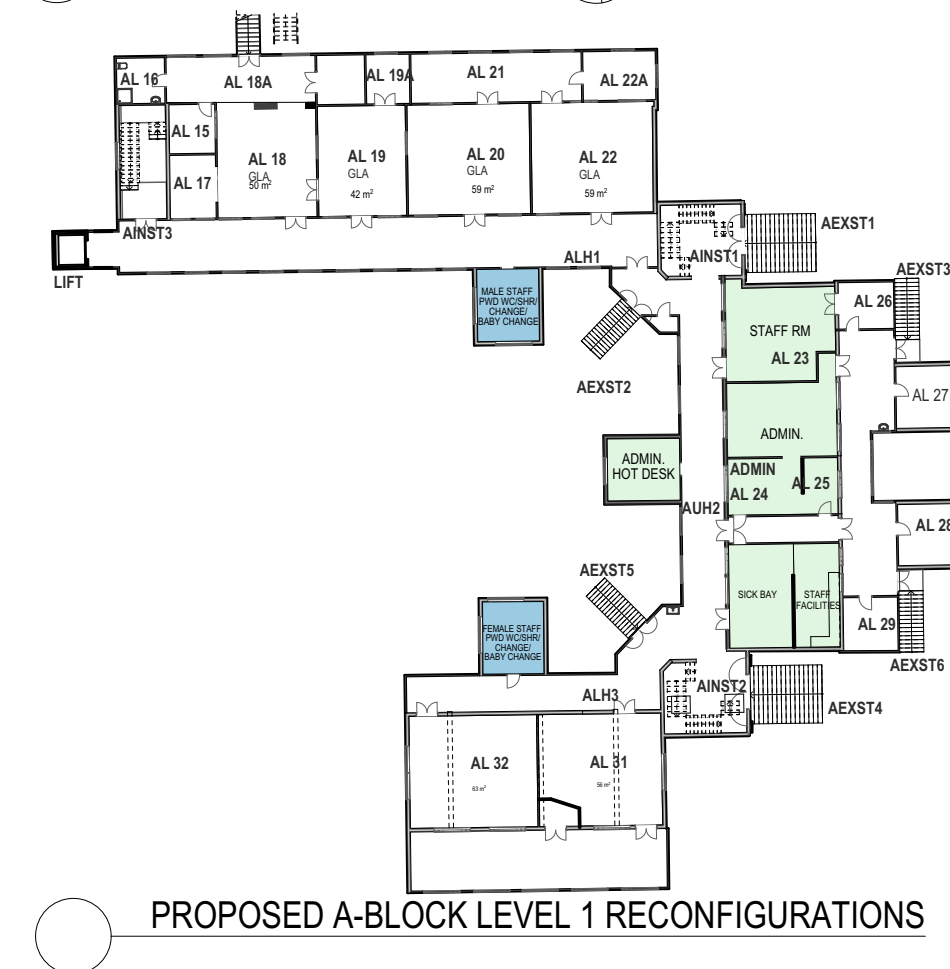 AL 16
AL 18A
AL 19A
AL 21
AL 22A
AL 15
AL 17
AL 18
GLA
50 m²
AL 19
GLA
42 m²
AL 20
GLA
59 m²
AL 22
GLA
59 m²
AINST3
LIFT
ALH1
AINST1
AEXST1
AEXST3
MALE STAFF
PWD WC/SHR/
CHANGE/
BABY CHANGE
AEXST2
STAFF RM
AL 23
AL 26
AL 27
ADMIN.
HOT DESK
ADMIN.
ADMIN
AL 24
AL 25
AUH2
AL 28
AEXST5
SICK BAY
STAFF
FACILITIES
AL 29
AEXST6
FEMALE STAFF
PWD WC/SHR/
CHANGE/
BABY CHANGE
ALH3
AINST2
AEXST4
AL 32
63 m²
AL 31
56 m²
PROPOSED A-BLOCK LEVEL 1 RECONFIGURATIONS